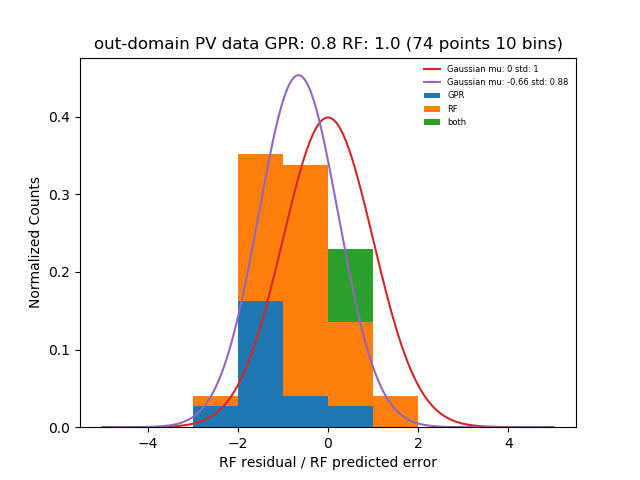 out-domain PV data GPR: 0.8 RF: 1.0 (74 points 10 bins)
Gaussian mu: 0 std: 1
Gaussian mu: -0.66 std: 0.88
GPR
RF
both
Normalized Counts
0.4
0.3
0.2
0.1
0.0
−4 −2 0 2 4
RF residual / RF predicted error